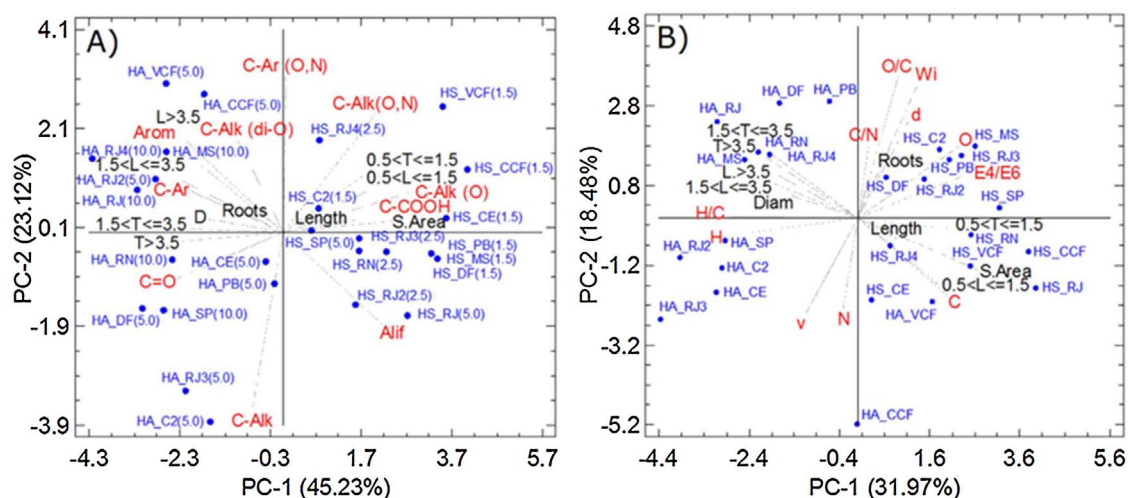 A)
4.1
2.1
0.1
-1.9
-3.9
PC-2 (23.12%)
-4.3 -2.3 -0.3 1.7 3.7 5.7
PC-1 (45.23%)
C-Ar (O,N)
HA_VCF(5.0)
HA_CCF(5.0)
HS_VCF(1.5)
L>3.5
C-Alk(O,N)
Arom
C-Alk (di-O)
HS_RJ4(2.5)
HA_RJ4(10.0)
HA_MS(10.0)
0.5<T<=1.5
HS_CCF(1.5)
1.5<L<=3.5
0.5<L<=1.5
HA_RJ2(5.0)
C-Ar
HA_RJ(10.0)
HS_C2(1.5)
C-Alk (O)
C-COOH
D
Roots
Length
S.Area
HS_CE(1.5)
1.5<T<=3.5
T>3.5
HS_SP(5.0)
HS_RJ3(2.5)
HS_PB(1.5)
HA_RN(10.0)
HA_CE(5.0)
HS_RN(2.5)
HS_MS(1.5)
HS_DF(1.5)
C=O
HA_PB(5.0)
HS_RJ2(2.5)
HA_DF(5.0)
HA_SP(10.0)
HS_RJ(5.0)
Alif
HA_RJ3(5.0)
HA_C2(5.0)
C-Alk
B)
4.8
2.8
0.8
-1.2
-3.2
-5.2
PC-2 (18.48%)
-4.4 -2.4 -0.4 1.6 3.6 5.6
PC-1 (31.97%)
O/C
Wi
HA_DF
HA_PB
HA_RJ
d
1.5<T<=3.5
C/N
T>3.5
HA_RN
HS_C2
O
HS_MS
HA_MS
HA_RJ4
Roots
HS_PB
HS_RJ3
L.>3.5
E4/E6
1.5<L<=3.5
HS_DF
HS_RJ2
Diam
HS_SP
H/C
Length
0.5<T<=1.5
H
HS_RN
HA_RJ2
HA_SP
HS_RJ4
HS_VCF
HS_CCF
HA_C2
S.Area
HA_CE
HS_CE
0.5<L<=1.5
HS_RJ
HA_RJ3
v
N
HA_VCF
C
HA_CCF